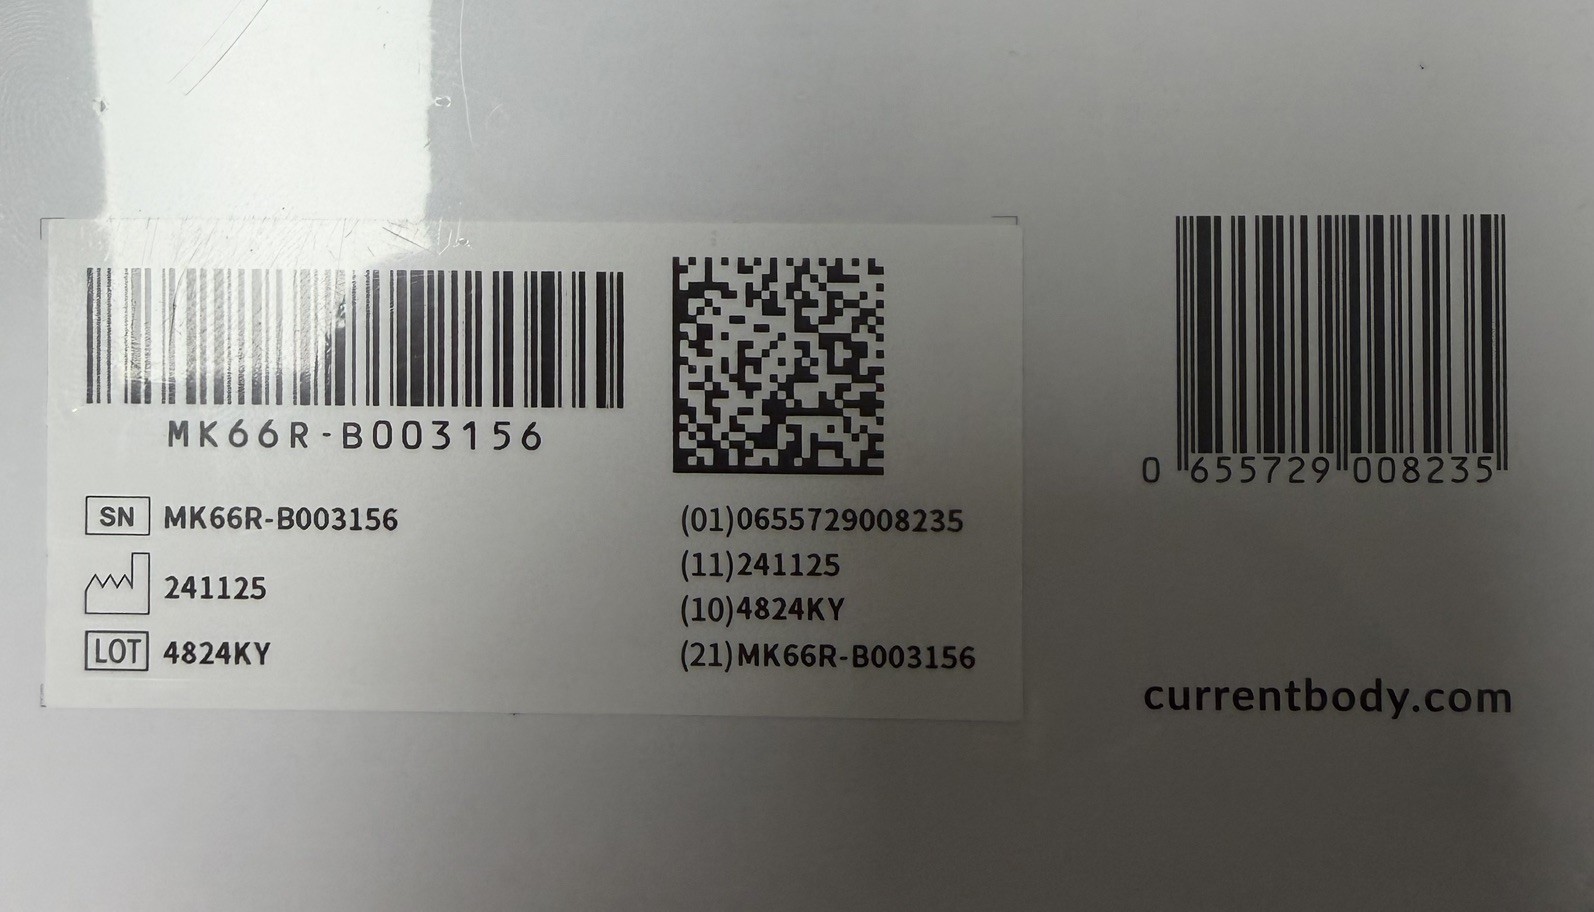 MK66R-B003156
SN MK66R-B003156
241125
LOT 4824KY
(01)0655729008235
(11)241125
(10)4824KY
(21)MK66R-B003156
0 655729 008235
currentbody.com